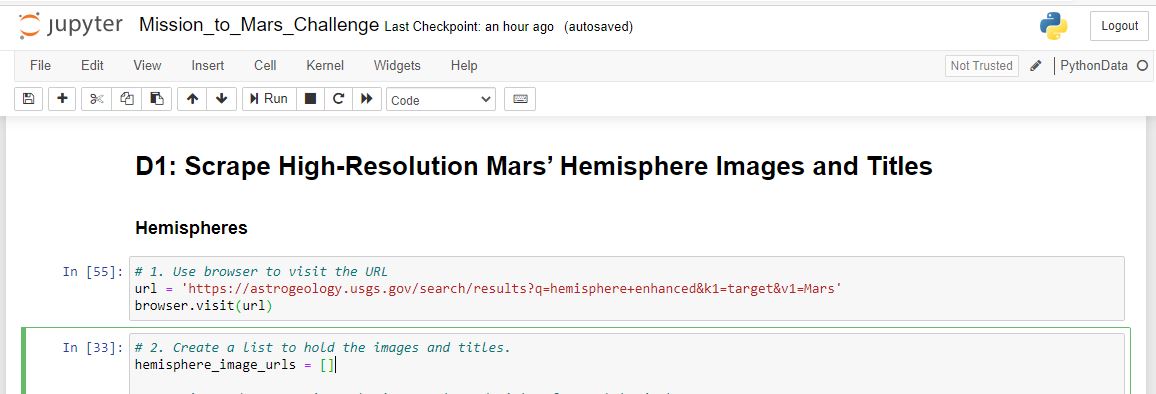 jupyter Mission_to_Mars_Challenge Last Checkpoint: an hour ago (autosaved) Logout
File Edit View Insert Cell Kernel Widgets Help Not Trusted PythonData
Run Code
D1: Scrape High-Resolution Mars’ Hemisphere Images and Titles
Hemispheres
In [55]: # 1. Use browser to visit the URL
url = 'https://astrogeology.usgs.gov/search/results?q=hemisphere+enhanced&k1=target&v1=Mars'
browser.visit(url)
In [33]: # 2. Create a list to hold the images and titles.
hemisphere_image_urls = []